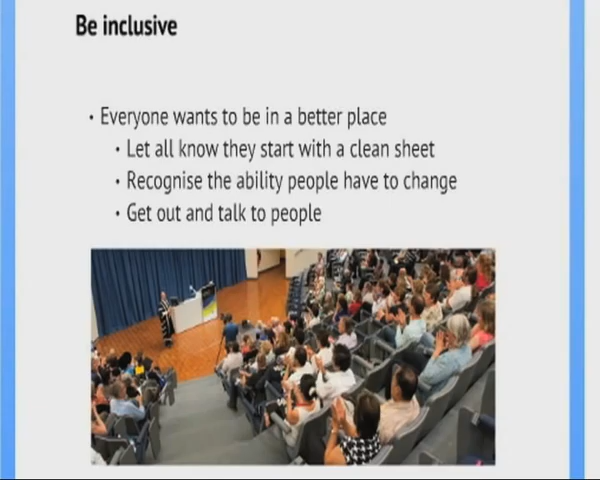 Be inclusive
• Everyone wants to be in a better place
• Let all know they start with a clean sheet
• Recognise the ability people have to change
• Get out and talk to people